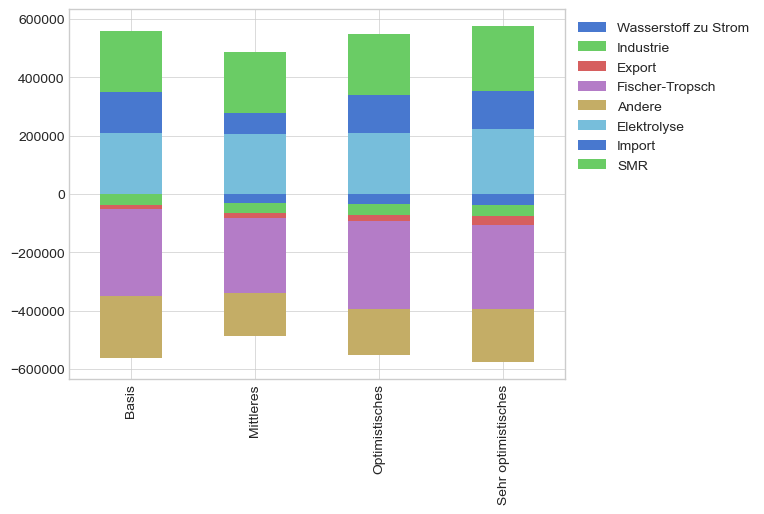 600000
400000
200000
0
−200000
−400000
−600000
Basis
Mittleres
Optimistisches
Sehr optimistisches
Wasserstoff zu Strom
Industrie
Export
Fischer-Tropsch
Andere
Elektrolyse
Import
SMR